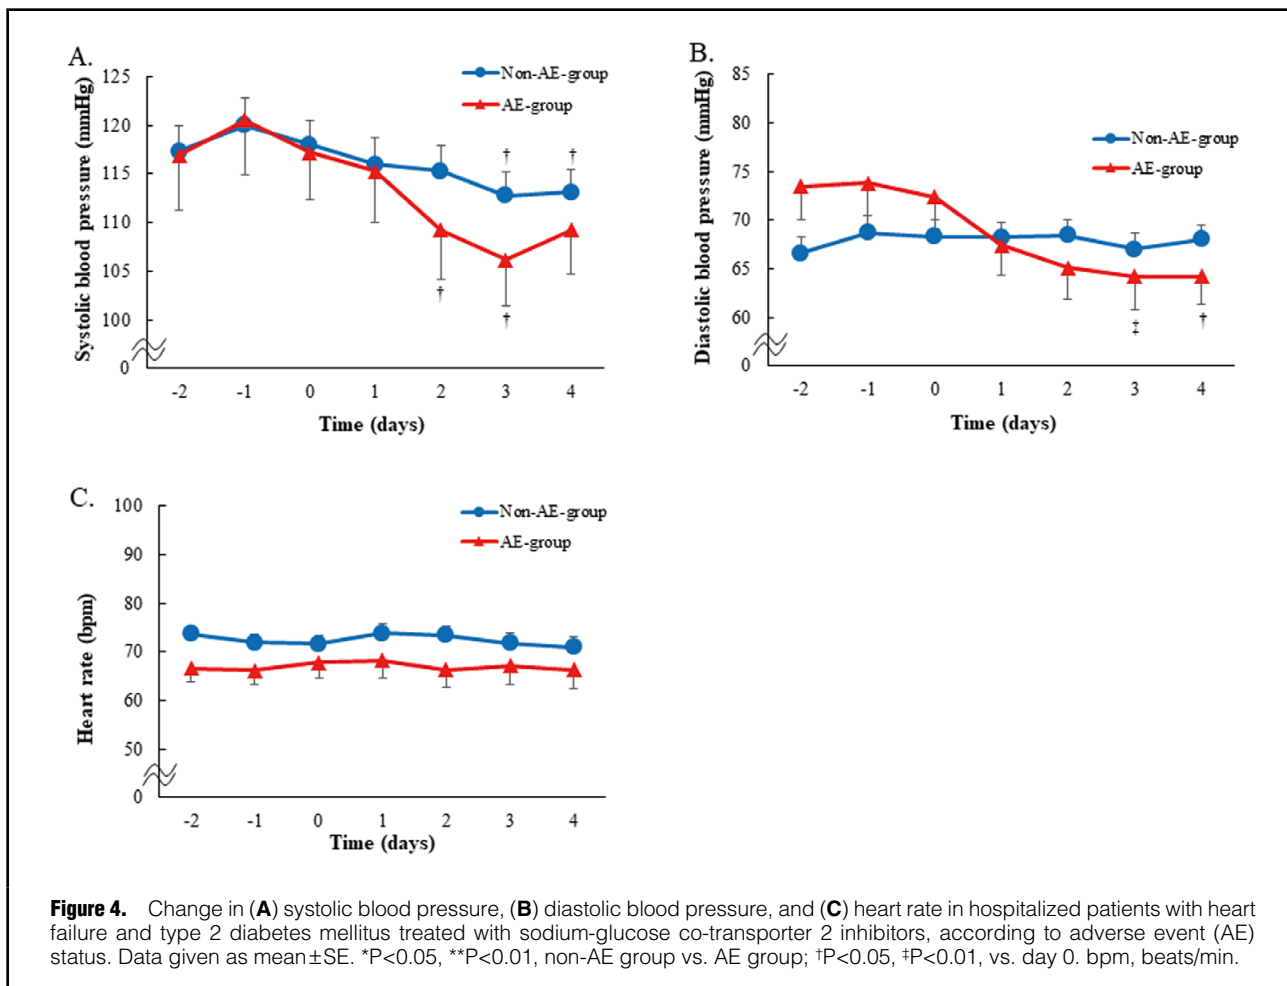 A.
Systolic blood pressure (mmHg)
125
120
115
110
105
100
0
Non-AE-group
AE-group
†
†
†
†
-2 -1 0 1 2 3 4
Time (days)
B.
Diastolic blood pressure (mmHg)
85
80
75
70
65
60
0
Non-AE-group
AE-group
‡
†
-2 -1 0 1 2 3 4
Time (days)
C.
Heart rate (bpm)
100
90
80
70
60
50
0
Non-AE-group
AE-group
-2 -1 0 1 2 3 4
Time (days)
Figure 4. Change in (A) systolic blood pressure, (B) diastolic blood pressure, and (C) heart rate in hospitalized patients with heart
failure and type 2 diabetes mellitus treated with sodium-glucose co-transporter 2 inhibitors, according to adverse event (AE)
status. Data given as mean±SE. *P<0.05, **P<0.01, non-AE group vs. AE group; †P<0.05, ‡P<0.01, vs. day 0. bpm, beats/min.